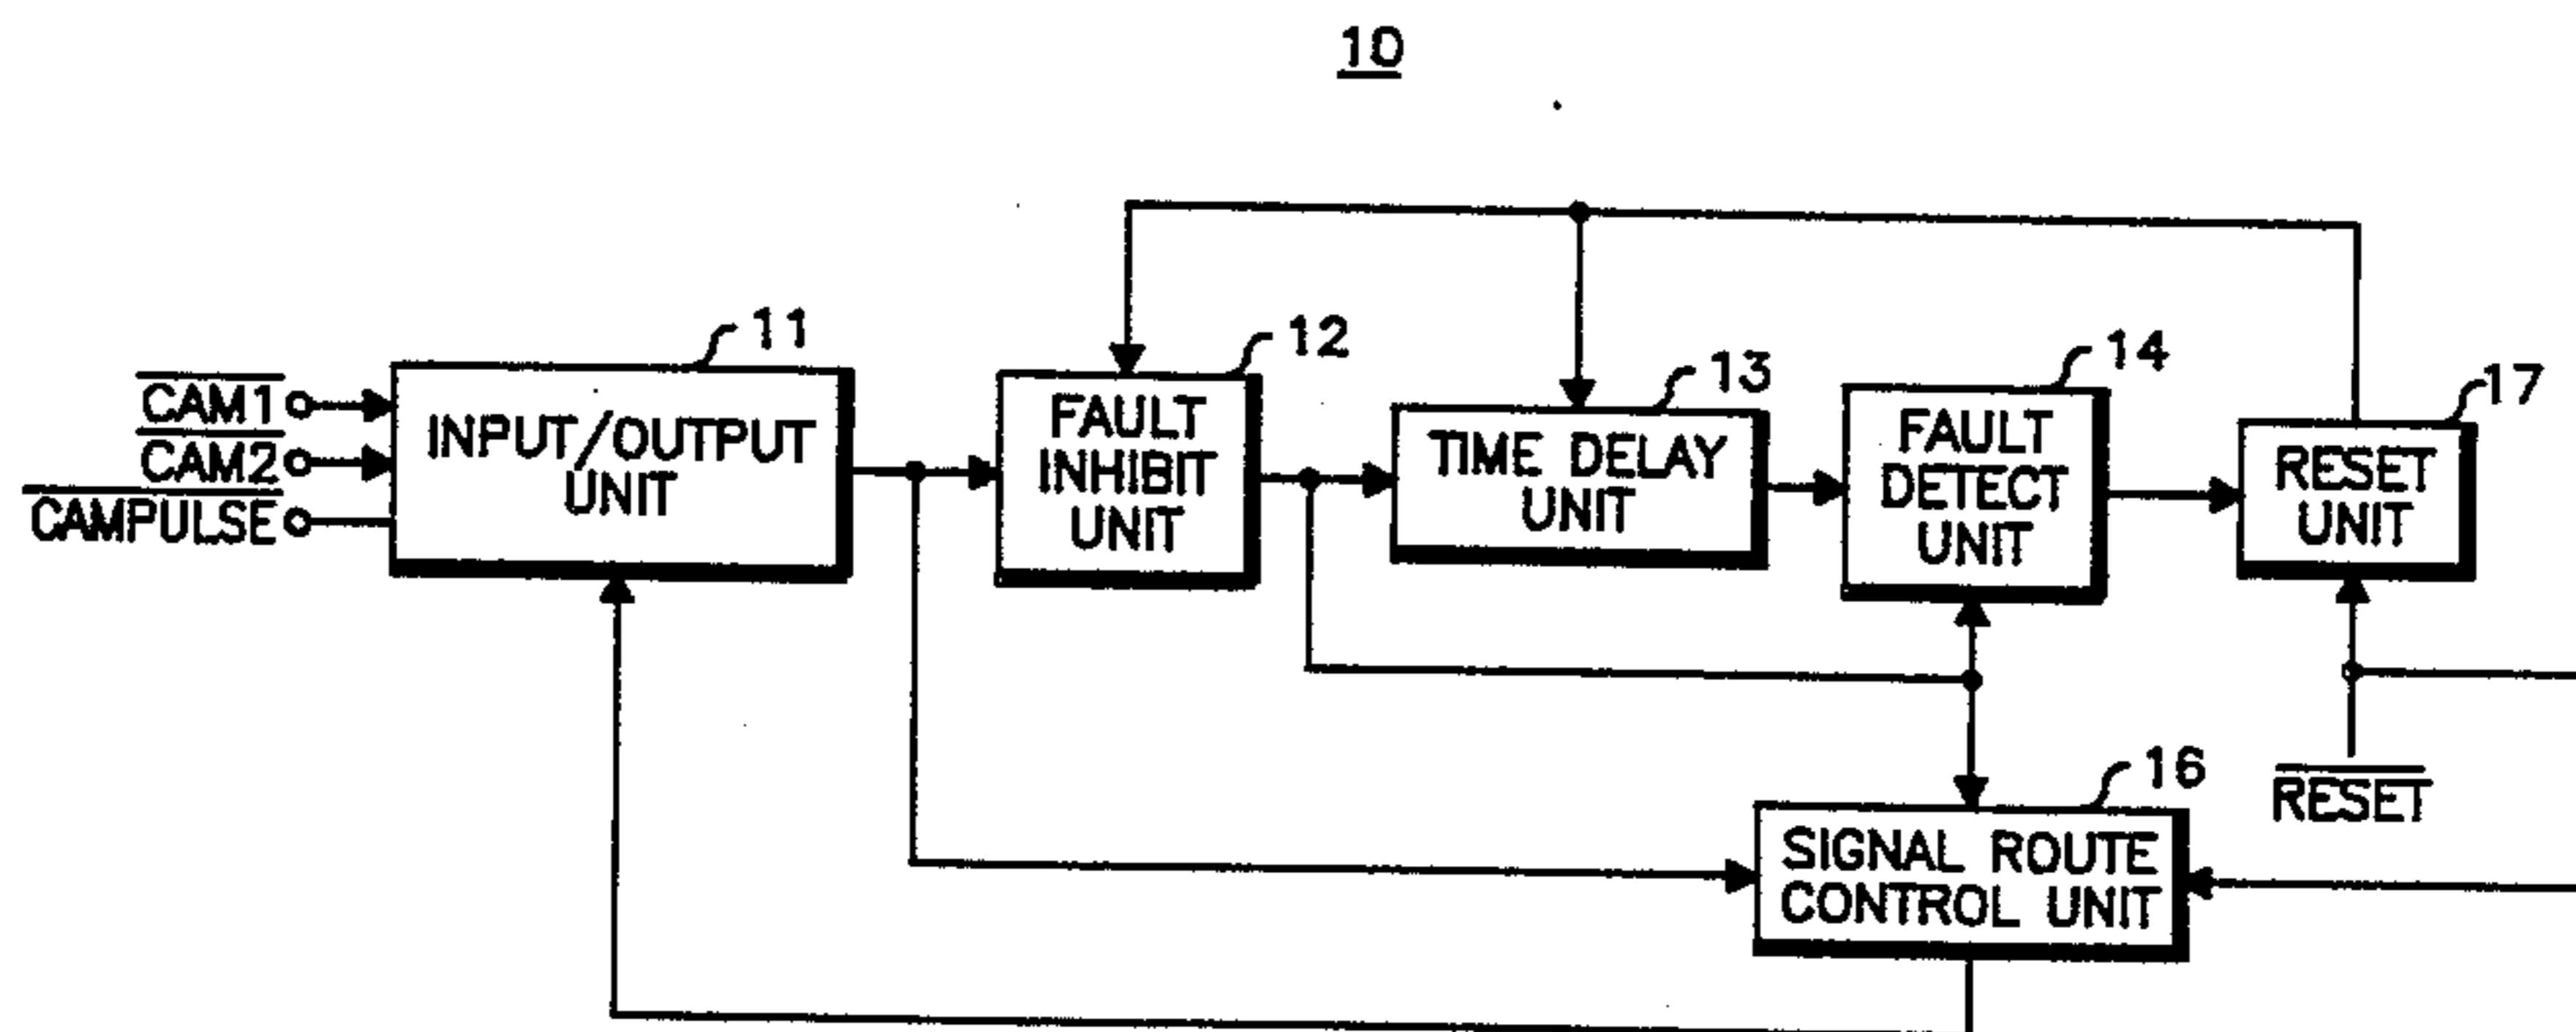 10
11
12
13
14
17
CAM1
CAM2
CAMPULSE
INPUT/OUTPUT
UNIT
FAULT
INHIBIT
UNIT
TIME DELAY
UNIT
FAULT
DETECT
UNIT
RESET
UNIT
16
RESET
SIGNAL ROUTE
CONTROL UNIT